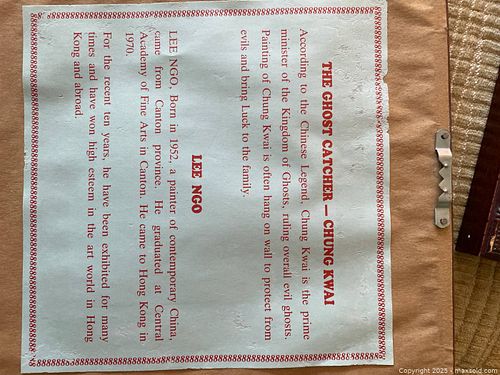 THE GHOST CATCHER — CHUNG KWAI
According to the Chinese Legend, Chung Kwai is the prime
minister of the Kingdom of Ghosts, ruling overall evil ghosts.
Painting of Chung Kwai is often hang on wall to protect from
evils and bring Luck to the family.
LEE NGO
LEE NGO, Born in 1952, a painter of contemporary China,
came from Canton province. He graduated at Central
Academy of Fine Arts in Canton. He came to Hong Kong in
1970.
For the recent ten years, he have been exhibited for many
times and have won high esteem in the art world in Hong
Kong and abroad.
Copyright 2025 - maxsold.com